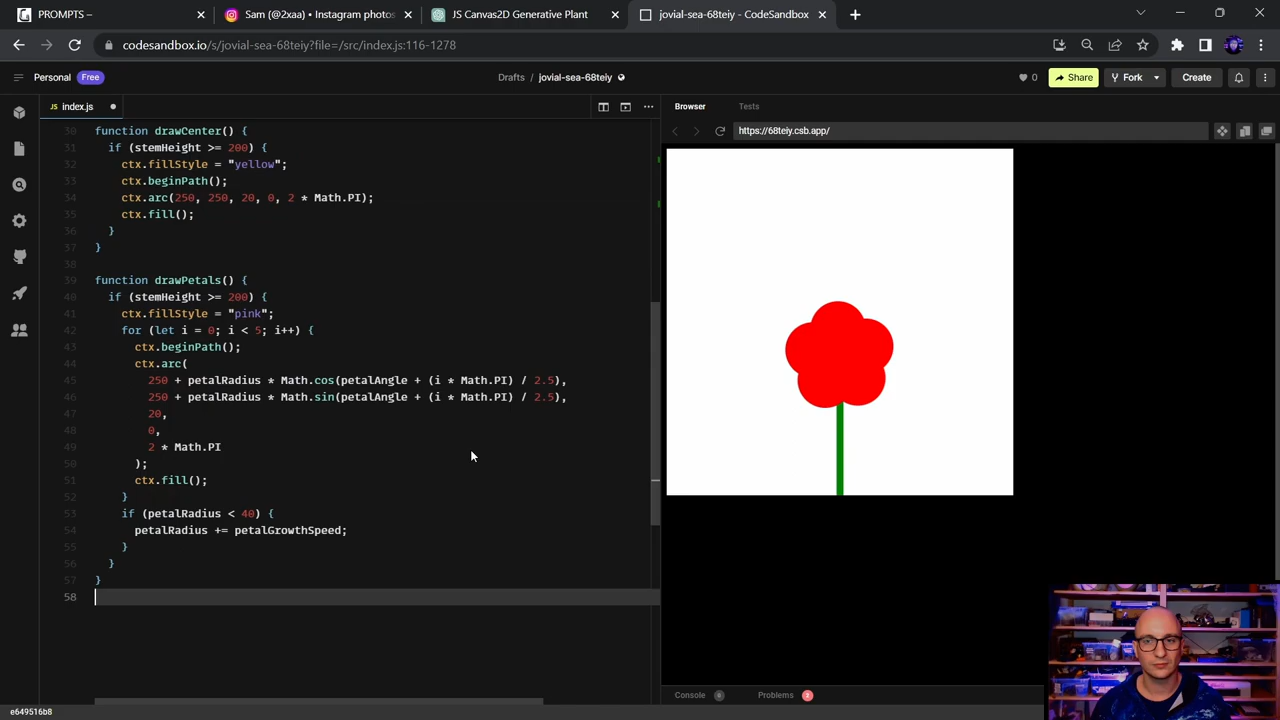 PROMPTS –
Sam (@2xaa) • Instagram photos
JS Canvas2D Generative Plant
jovial-sea-68teiy - CodeSandbox
codesandbox.io/s/jovial-sea-68teiy?file=/src/index.js:116-1278
Personal Free
Drafts / jovial-sea-68teiy
0
Share
Fork
Create
JS index.js
Browser
Tests
https://68teiy.csb.app/
30 function drawCenter() {
31 if (stemHeight >= 200) {
32 ctx.fillStyle = "yellow";
33 ctx.beginPath();
34 ctx.arc(250, 250, 20, 0, 2 * Math.PI);
35 ctx.fill();
36 }
37 }
38
39 function drawPetals() {
40 if (stemHeight >= 200) {
41 ctx.fillStyle = "pink";
42 for (let i = 0; i < 5; i++) {
43 ctx.beginPath();
44 ctx.arc(
45 250 + petalRadius * Math.cos(petalAngle + (i * Math.PI) / 2.5),
46 250 + petalRadius * Math.sin(petalAngle + (i * Math.PI) / 2.5),
47 20,
48 0,
49 2 * Math.PI
50 );
51 ctx.fill();
52 }
53 if (petalRadius < 40) {
54 petalRadius += petalGrowthSpeed;
55 }
56 }
57 }
58
Console 0
Problems 2
e649516b8